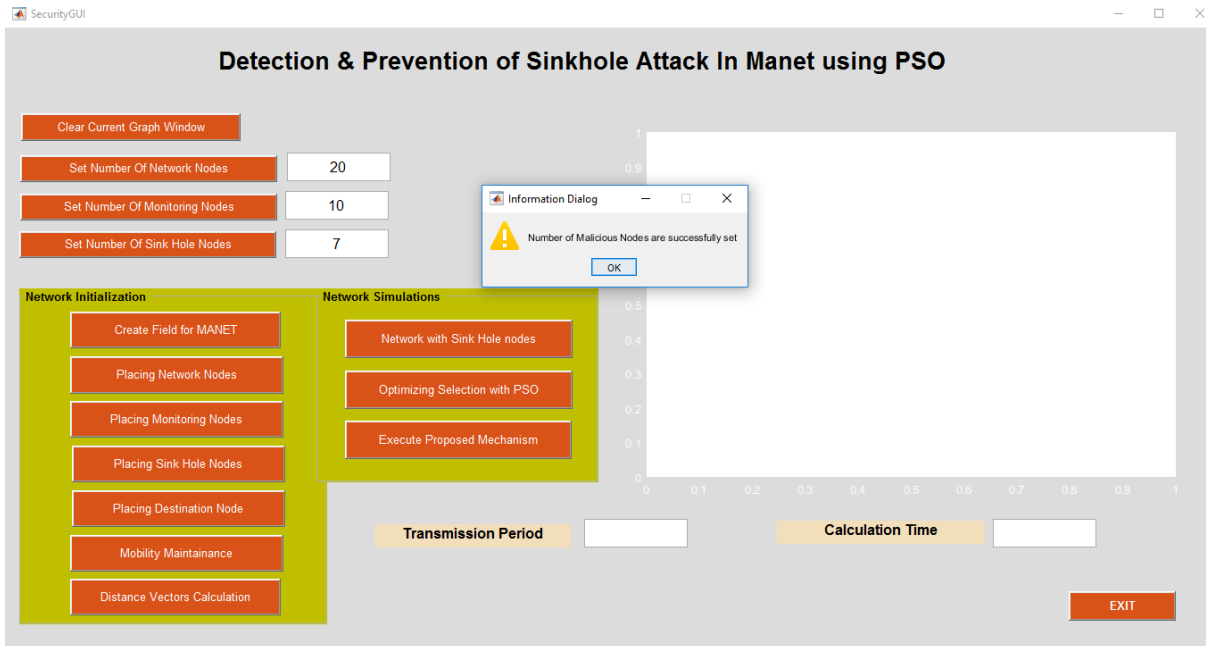 SecurityGUI
Detection & Prevention of Sinkhole Attack In Manet using PSO
Clear Current Graph Window
Set Number Of Network Nodes
20
Set Number Of Monitoring Nodes
10
Set Number Of Sink Hole Nodes
7
Information Dialog
Number of Malicious Nodes are successfully set
OK
Network Initialization
Create Field for MANET
Placing Network Nodes
Placing Monitoring Nodes
Placing Sink Hole Nodes
Placing Destination Node
Mobility Maintainance
Distance Vectors Calculation
Network Simulations
Network with Sink Hole nodes
Optimizing Selection with PSO
Execute Proposed Mechanism
1
0.9
0.5
0.4
0.3
0.2
0.1
0
0 0.1 0.2 0.3 0.4 0.5 0.6 0.7 0.8 0.9 1
Transmission Period
Calculation Time
EXIT